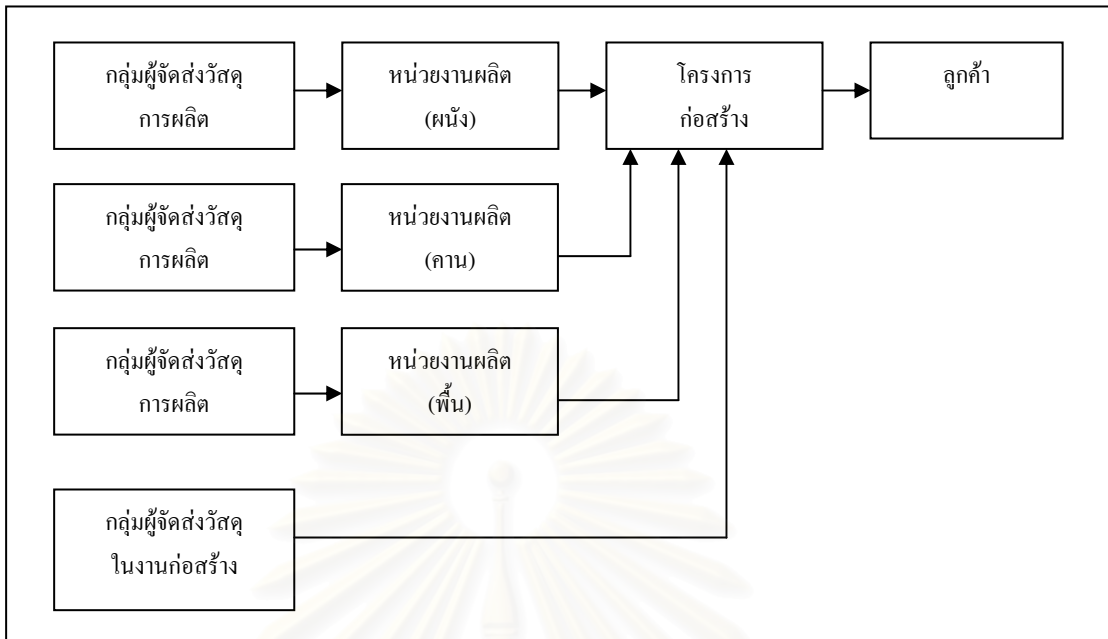 กลุ่มผู้จัดส่งวัสดุ
การผลิต
หน่วยงานผลิต
(ผนัง)
โครงการ
ก่อสร้าง
ลูกค้า
กลุ่มผู้จัดส่งวัสดุ
การผลิต
หน่วยงานผลิต
(คาน)
กลุ่มผู้จัดส่งวัสดุ
การผลิต
หน่วยงานผลิต
(พื้น)
กลุ่มผู้จัดส่งวัสดุ
ในงานก่อสร้าง